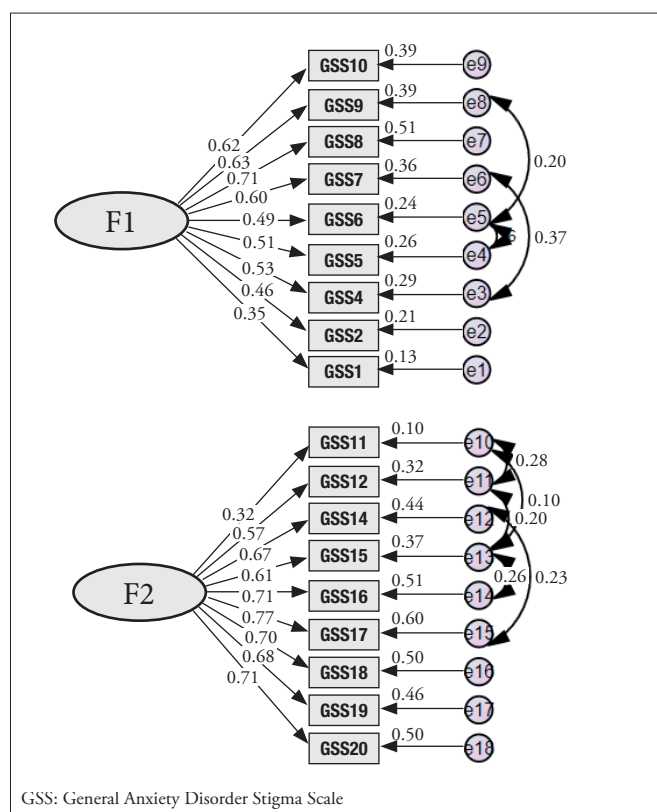 GSS10 0.39 e9
GSS9 0.39 e8
GSS8 0.51 e7
GSS7 0.36 e6
GSS6 0.24 e5
GSS5 0.26 e4
GSS4 0.29 e3
GSS2 0.21 e2
GSS1 0.13 e1
F1
0.62
0.63
0.71
0.60
0.49
0.51
0.53
0.46
0.35
0.20
0.37
GSS11 0.10 e10
GSS12 0.32 e11
GSS14 0.44 e12
GSS15 0.37 e13
GSS16 0.51 e14
GSS17 0.60 e15
GSS18 0.50 e16
GSS19 0.46 e17
GSS20 0.50 e18
F2
0.32
0.57
0.67
0.61
0.71
0.77
0.70
0.68
0.71
0.28
0.10
0.20
0.26 0.23
GSS: General Anxiety Disorder Stigma Scale